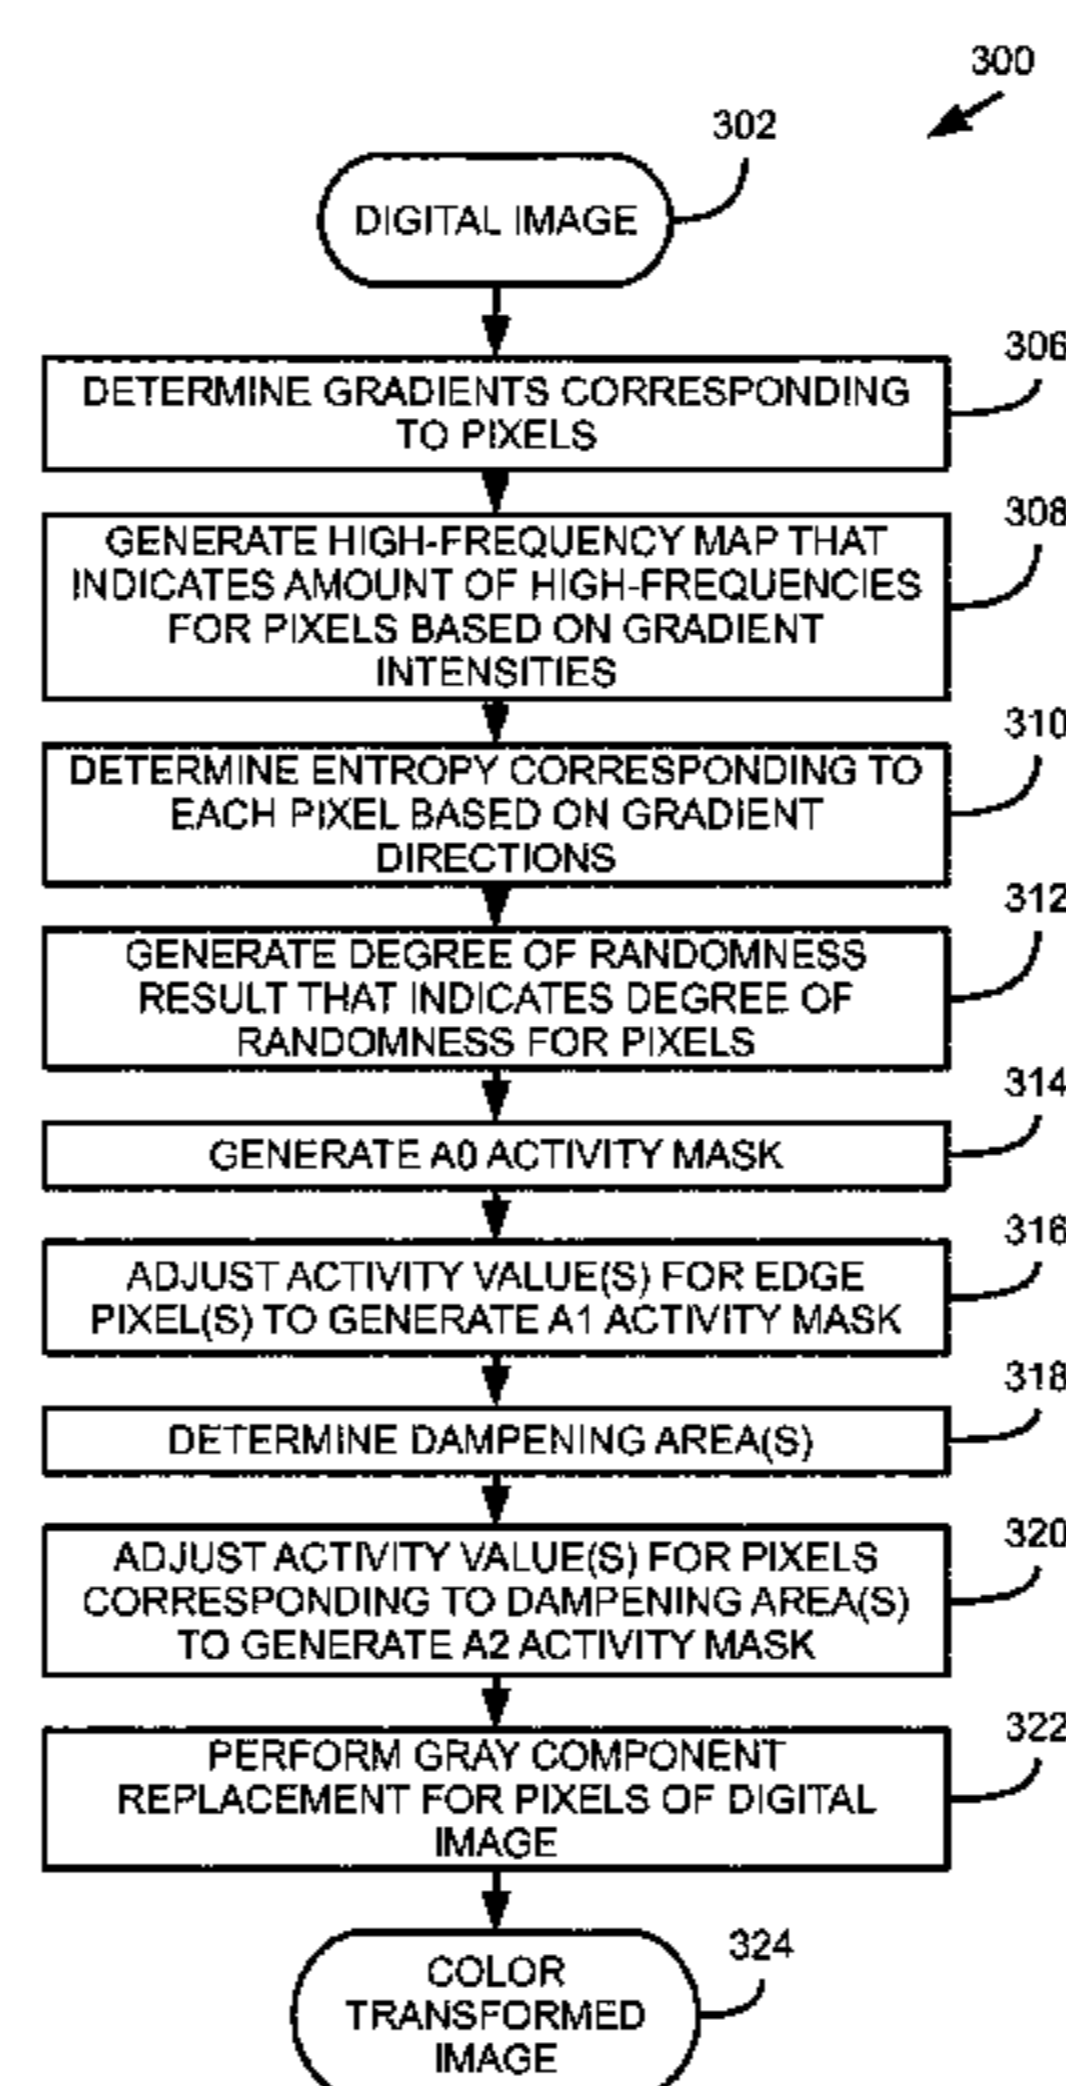 300
302
DIGITAL IMAGE
306
DETERMINE GRADIENTS CORRESPONDING
TO PIXELS
308
GENERATE HIGH-FREQUENCY MAP THAT
INDICATES AMOUNT OF HIGH-FREQUENCIES
FOR PIXELS BASED ON GRADIENT
INTENSITIES
310
DETERMINE ENTROPY CORRESPONDING TO
EACH PIXEL BASED ON GRADIENT
DIRECTIONS
312
GENERATE DEGREE OF RANDOMNESS
RESULT THAT INDICATES DEGREE OF
RANDOMNESS FOR PIXELS
314
GENERATE A0 ACTIVITY MASK
316
ADJUST ACTIVITY VALUE(S) FOR EDGE
PIXEL(S) TO GENERATE A1 ACTIVITY MASK
318
DETERMINE DAMPENING AREA(S)
320
ADJUST ACTIVITY VALUE(S) FOR PIXELS
CORRESPONDING TO DAMPENING AREA(S)
TO GENERATE A2 ACTIVITY MASK
322
PERFORM GRAY COMPONENT
REPLACEMENT FOR PIXELS OF DIGITAL
IMAGE
324
COLOR
TRANSFORMED
IMAGE